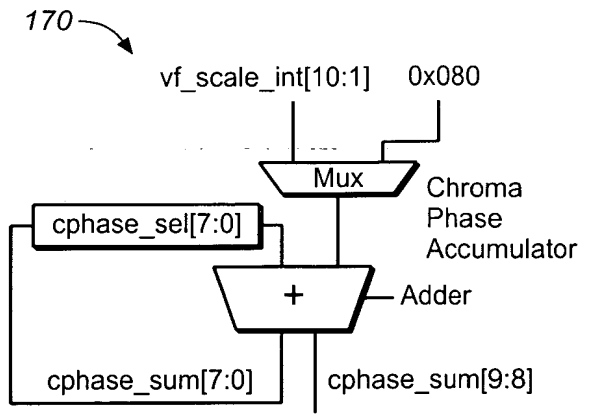 170
vf_scale_int[10:1] 0x080
Mux
Chroma
Phase
Accumulator
cphase_sel[7:0]
+
Adder
cphase_sum[7:0] cphase_sum[9:8]